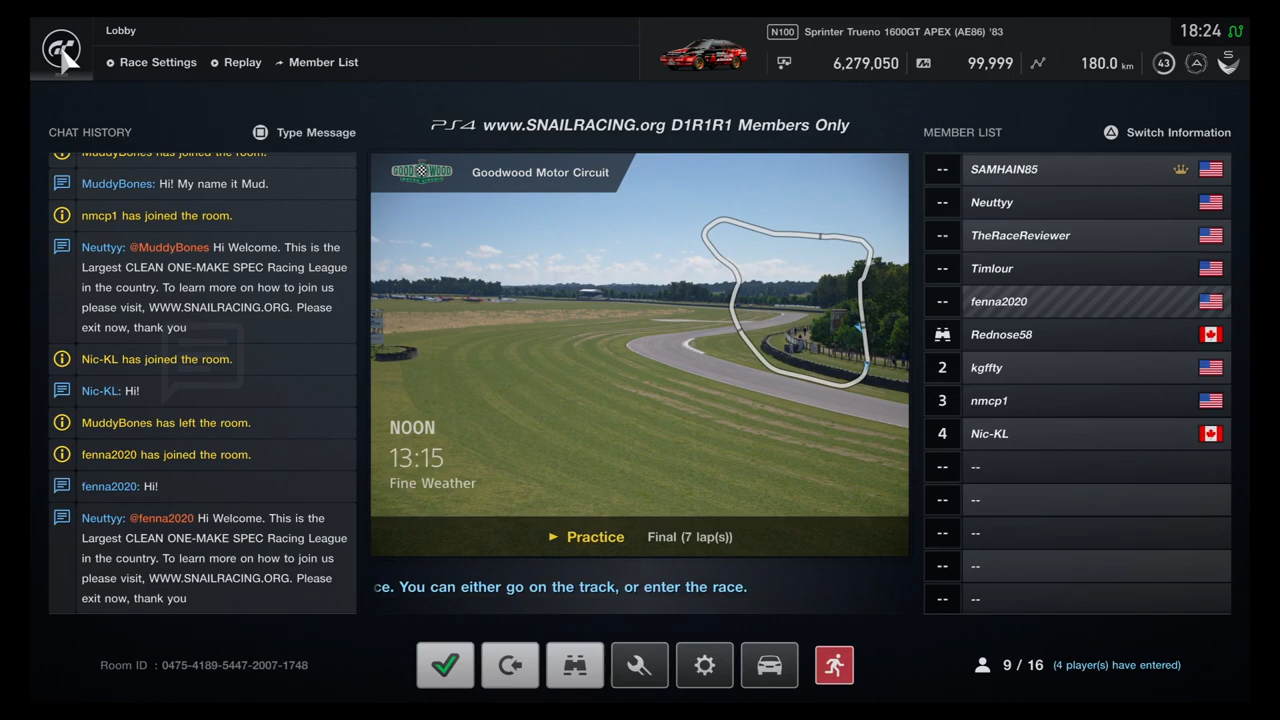 Lobby
N100 Sprinter Trueno 1600GT APEX (AE86) '83
18:24
Race Settings Replay Member List
6,279,050 99,999 180.0 km 43 A S
CHAT HISTORY Type Message
PS4 www.SNAILRACING.org D1R1R1 Members Only
MEMBER LIST Switch Information
MuddyBones has joined the room.
MuddyBones: Hi! My name it Mud.
nmcp1 has joined the room.
Neuttyy: @MuddyBones Hi Welcome. This is the
Largest CLEAN ONE-MAKE SPEC Racing League
in the country. To learn more on how to join us
please visit, WWW.SNAILRACING.ORG. Please
exit now, thank you
Nic-KL has joined the room.
Nic-KL: Hi!
MuddyBones has left the room.
fenna2020 has joined the room.
fenna2020: Hi!
Neuttyy: @fenna2020 Hi Welcome. This is the
Largest CLEAN ONE-MAKE SPEC Racing League
in the country. To learn more on how to join us
please visit, WWW.SNAILRACING.ORG. Please
exit now, thank you
GOODWOOD
Goodwood Motor Circuit
NOON
13:15
Fine Weather
Practice Final (7 lap(s))
ce. You can either go on the track, or enter the race.
-- SAMHAIN85
-- Neuttyy
-- TheRaceReviewer
-- Timlour
-- fenna2020
Rednose58
2 kgffty
3 nmcp1
4 Nic-KL
-- --
-- --
-- --
-- --
-- --
Room ID : 0475-4189-5447-2007-1748
9 / 16 (4 player(s) have entered)